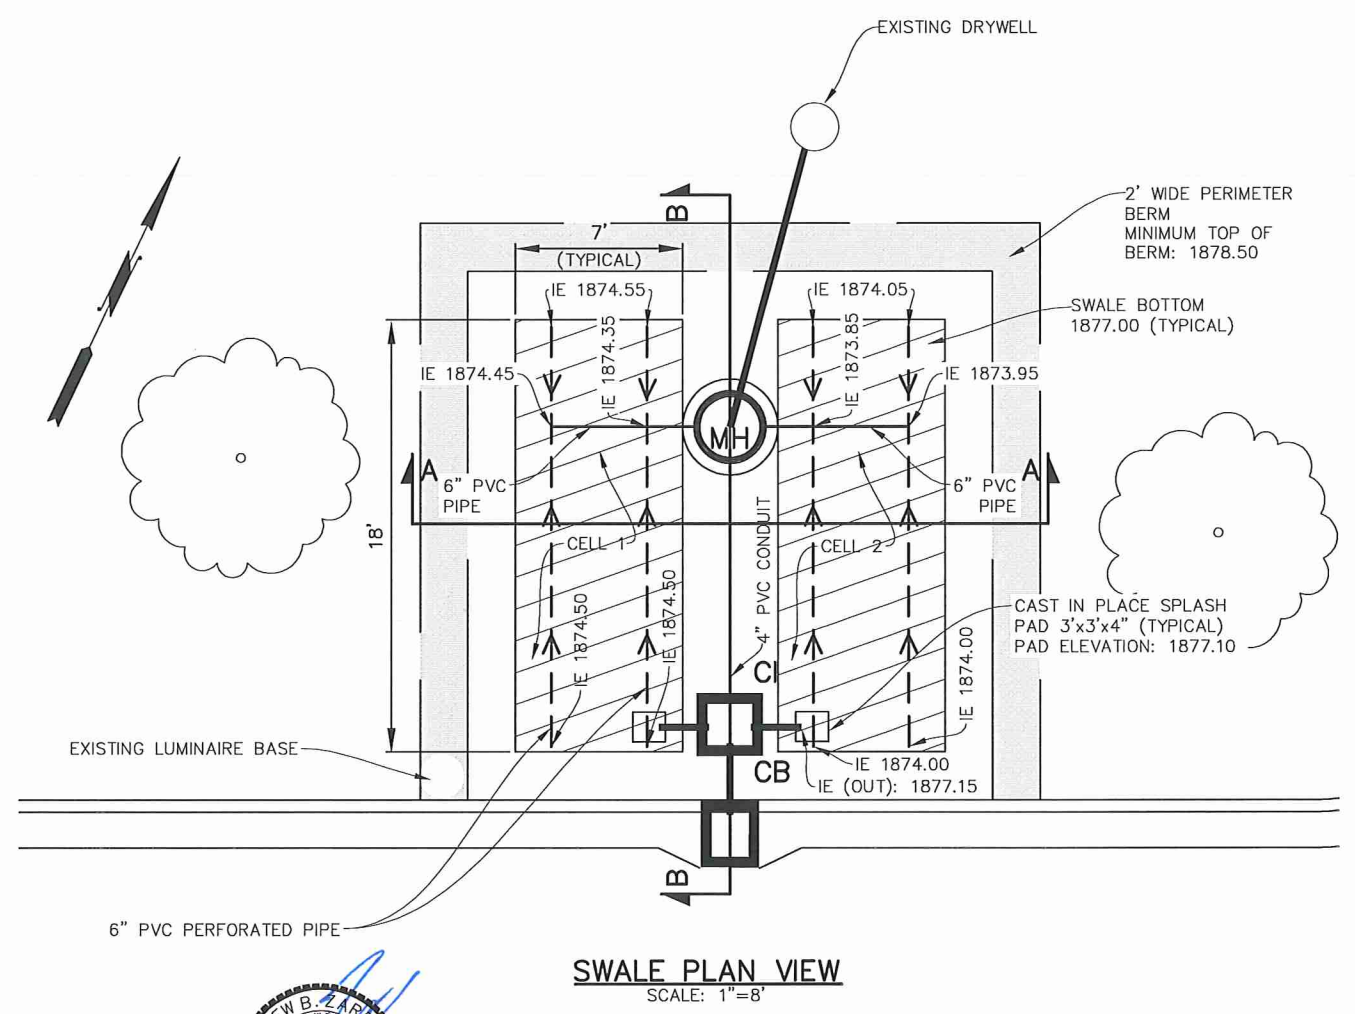 EXISTING DRYWELL
2' WIDE PERIMETER
BERM
MINIMUM TOP OF
BERM: 1878.50
B
7'
(TYPICAL)
IE 1874.55
IE 1874.05
SWALE BOTTOM
1877.00 (TYPICAL)
IE 1874.35
IE 1873.85
IE 1874.45
IE 1873.95
MH
A
A
6" PVC
PIPE
6" PVC
PIPE
18'
CELL 1
CELL 2
4" PVC CONDUIT
IE 1874.50
IE 1874.50
CAST IN PLACE SPLASH
PAD 3'x3'x4" (TYPICAL)
PAD ELEVATION: 1877.10
IE 1874.00
CI
EXISTING LUMINAIRE BASE
CB
IE 1874.00
IE (OUT): 1877.15
B
6" PVC PERFORATED PIPE
SWALE PLAN VIEW
SCALE: 1"=8'